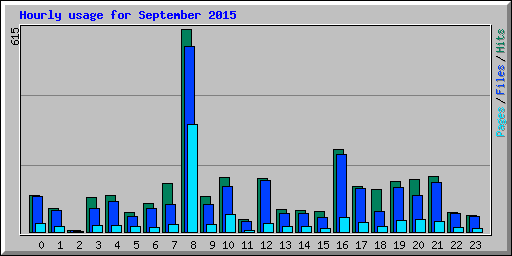 Hourly usage for September 2015
615
Pages / Files / Hits
0 1 2 3 4 5 6 7 8 9 10 11 12 13 14 15 16 17 18 19 20 21 22 23